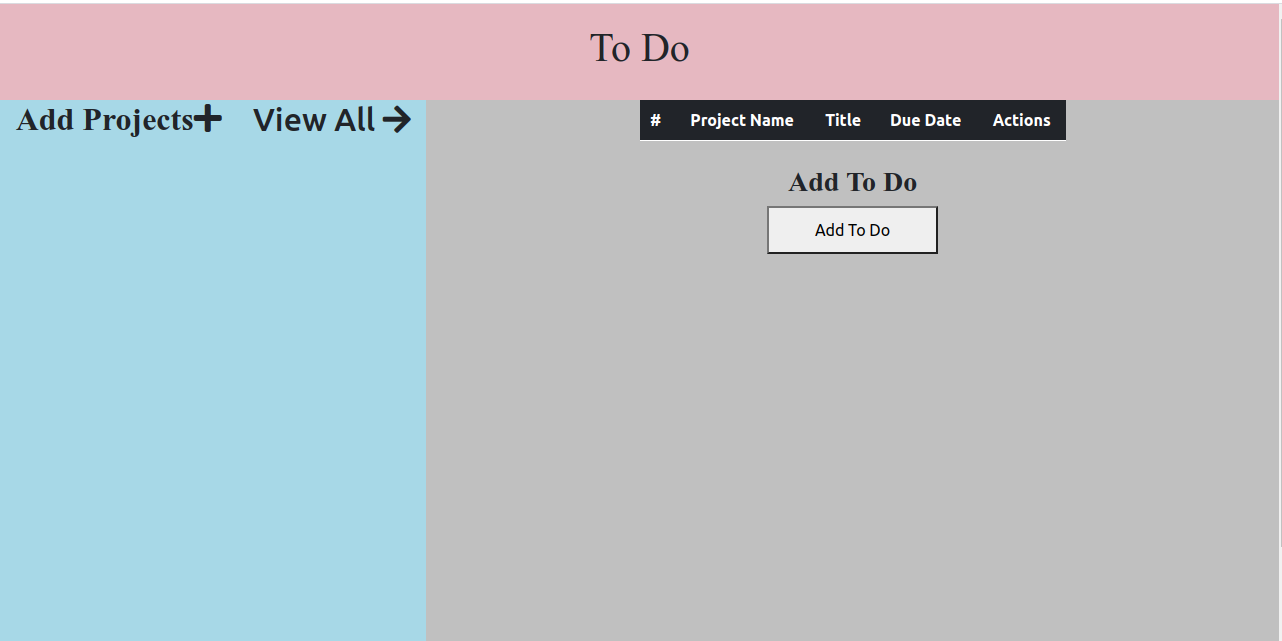 To Do
Add Projects
View All
# Project Name Title Due Date Actions
Add To Do
Add To Do